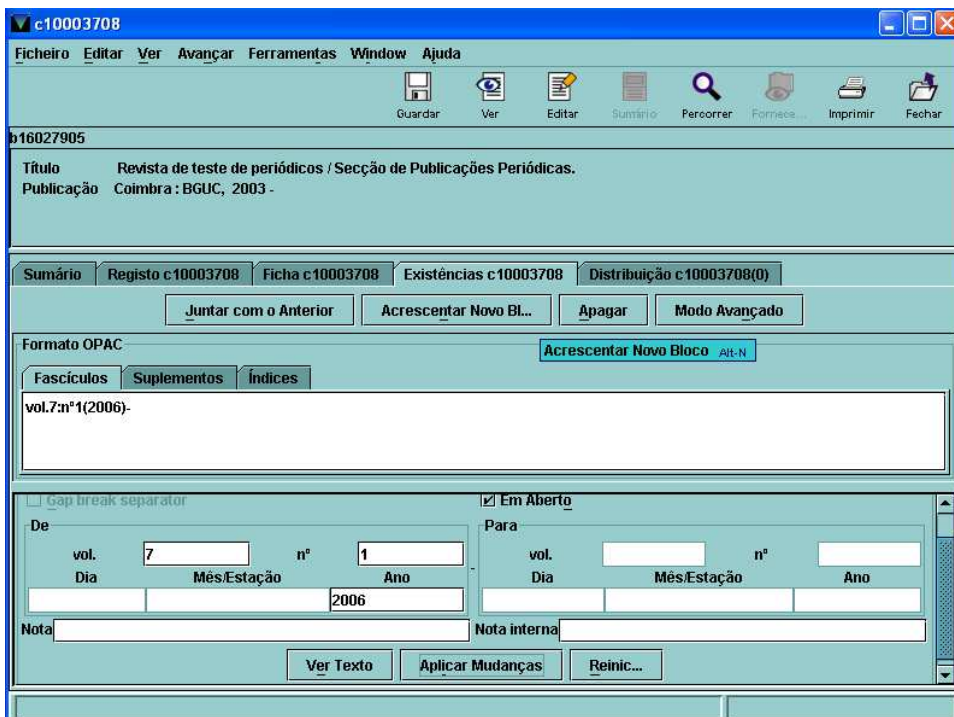 c10003708
Ficheiro Editar Ver Avançar Ferramentas Window Ajuda
Guardar Ver Editar Sumário Percorrer Fornece... Imprimir Fechar
b16027905
Título Revista de teste de periódicos / Secção de Publicações Periódicas.
Publicação Coimbra : BGUC, 2003 -
Sumário Registo c10003708 Ficha c10003708 Existências c10003708 Distribuição c10003708(0)
Juntar com o Anterior Acrescentar Novo Bl... Apagar Modo Avançado
Formato OPAC
Acrescentar Novo Bloco Alt-N
Fascículos Suplementos Índices
vol.7:nº1(2006)-
Gap break separator Em Aberto
De Para
vol. 7 nº 1 vol. nº
Dia Mês/Estação Ano - Dia Mês/Estação Ano
2006
Nota Nota interna
Ver Texto Aplicar Mudanças Reinic...